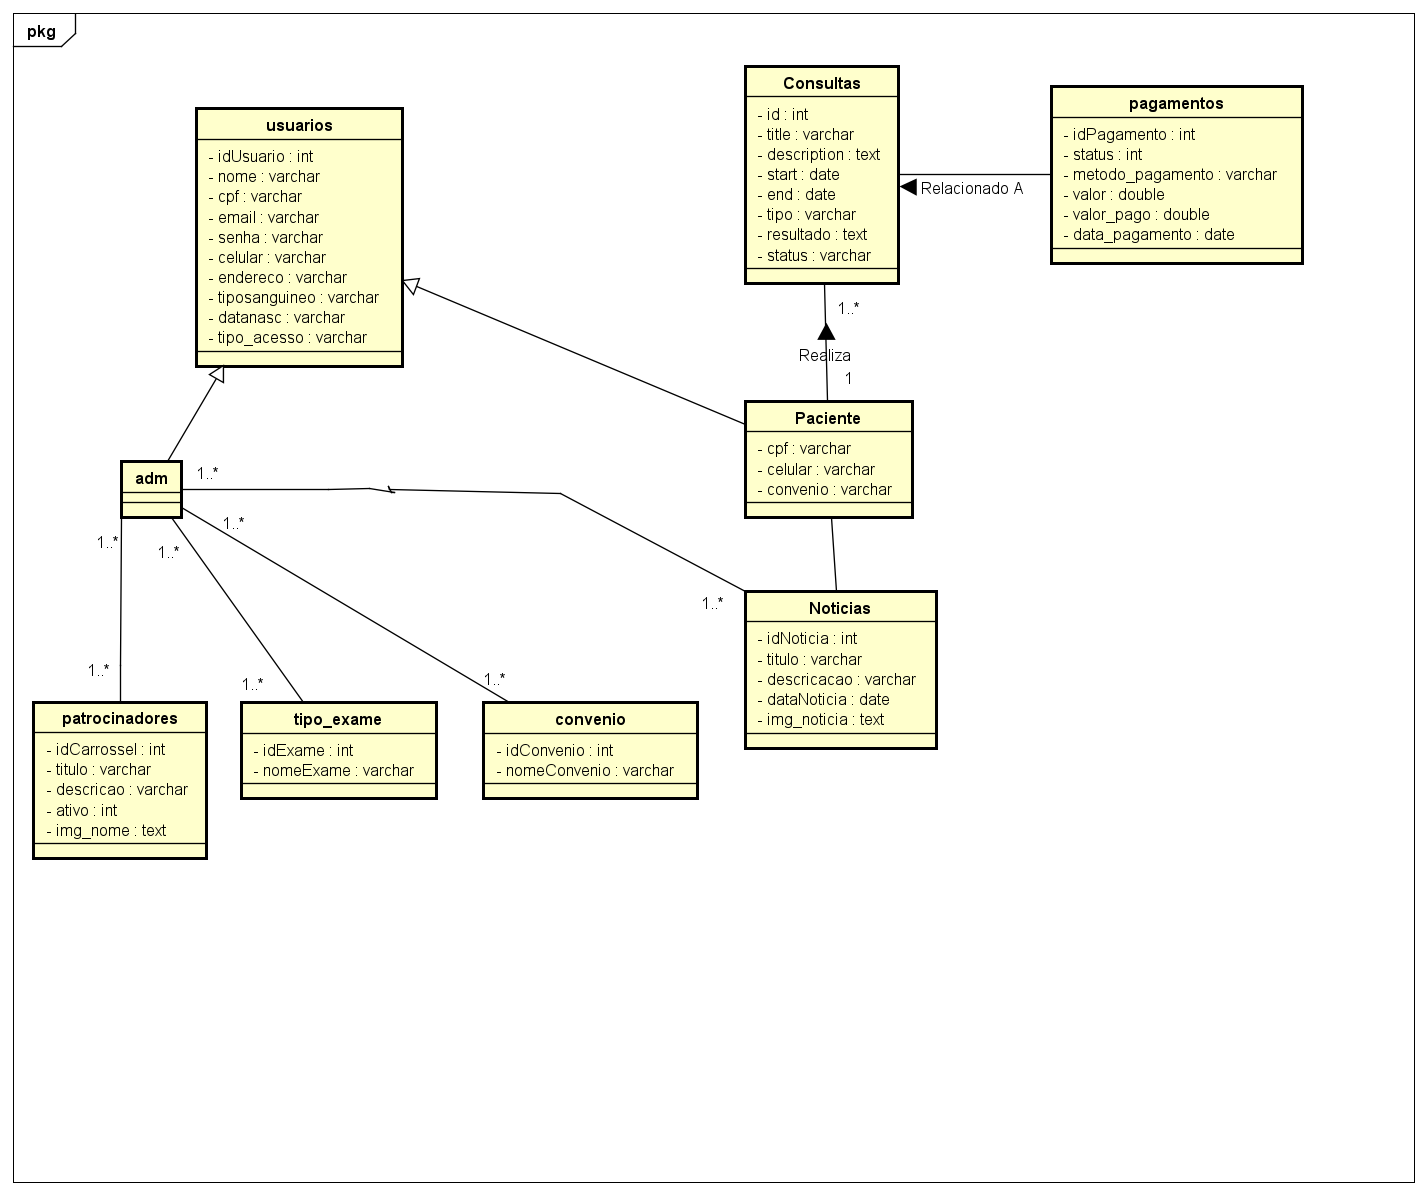 pkg
usuarios
- idUsuario : int
- nome : varchar
- cpf : varchar
- email : varchar
- senha : varchar
- celular : varchar
- endereco : varchar
- tiposanguineo : varchar
- datanasc : varchar
- tipo_acesso : varchar
Consultas
- id : int
- title : varchar
- description : text
- start : date
- end : date
- tipo : varchar
- resultado : text
- status : varchar
pagamentos
- idPagamento : int
- status : int
- metodo_pagamento : varchar
- valor : double
- valor_pago : double
- data_pagamento : date
Relacionado A
1..*
Realiza
1
Paciente
- cpf : varchar
- celular : varchar
- convenio : varchar
adm
1..*
1..*
1..*
1..*
1..*
Noticias
- idNoticia : int
- titulo : varchar
- descricacao : varchar
- dataNoticia : date
- img_noticia : text
1..*
1..*
1..*
patrocinadores
- idCarrossel : int
- titulo : varchar
- descricao : varchar
- ativo : int
- img_nome : text
tipo_exame
- idExame : int
- nomeExame : varchar
convenio
- idConvenio : int
- nomeConvenio : varchar